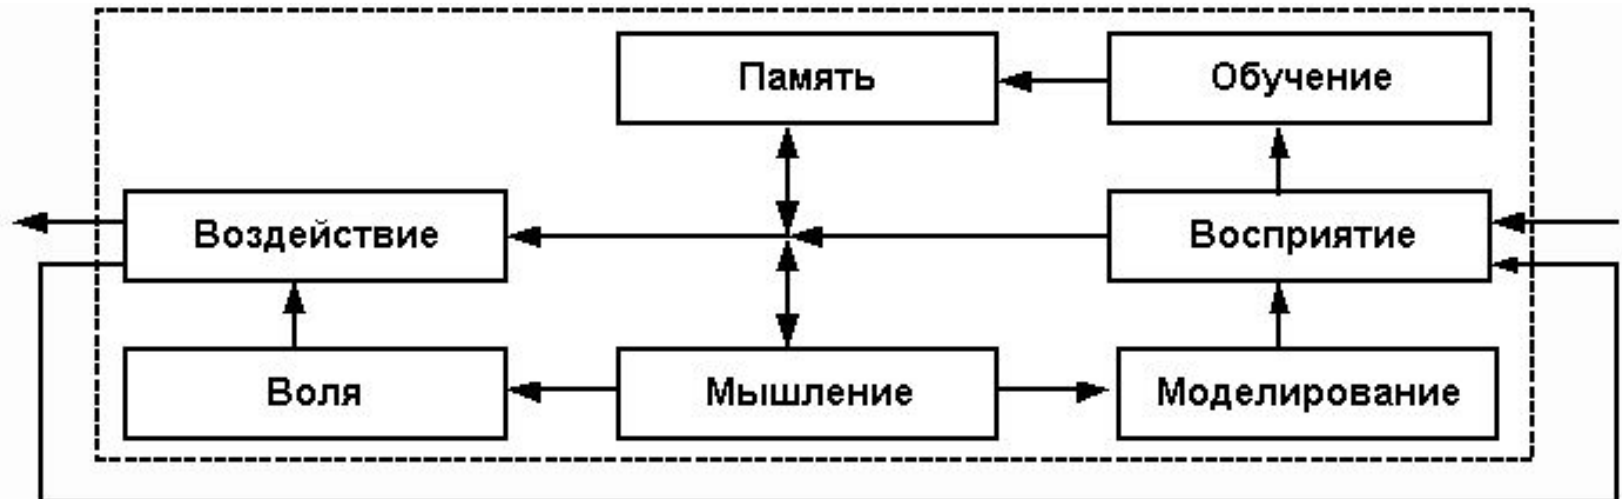 Память
Обучение
Воздействие
Восприятие
Воля
Мышление
Моделирование